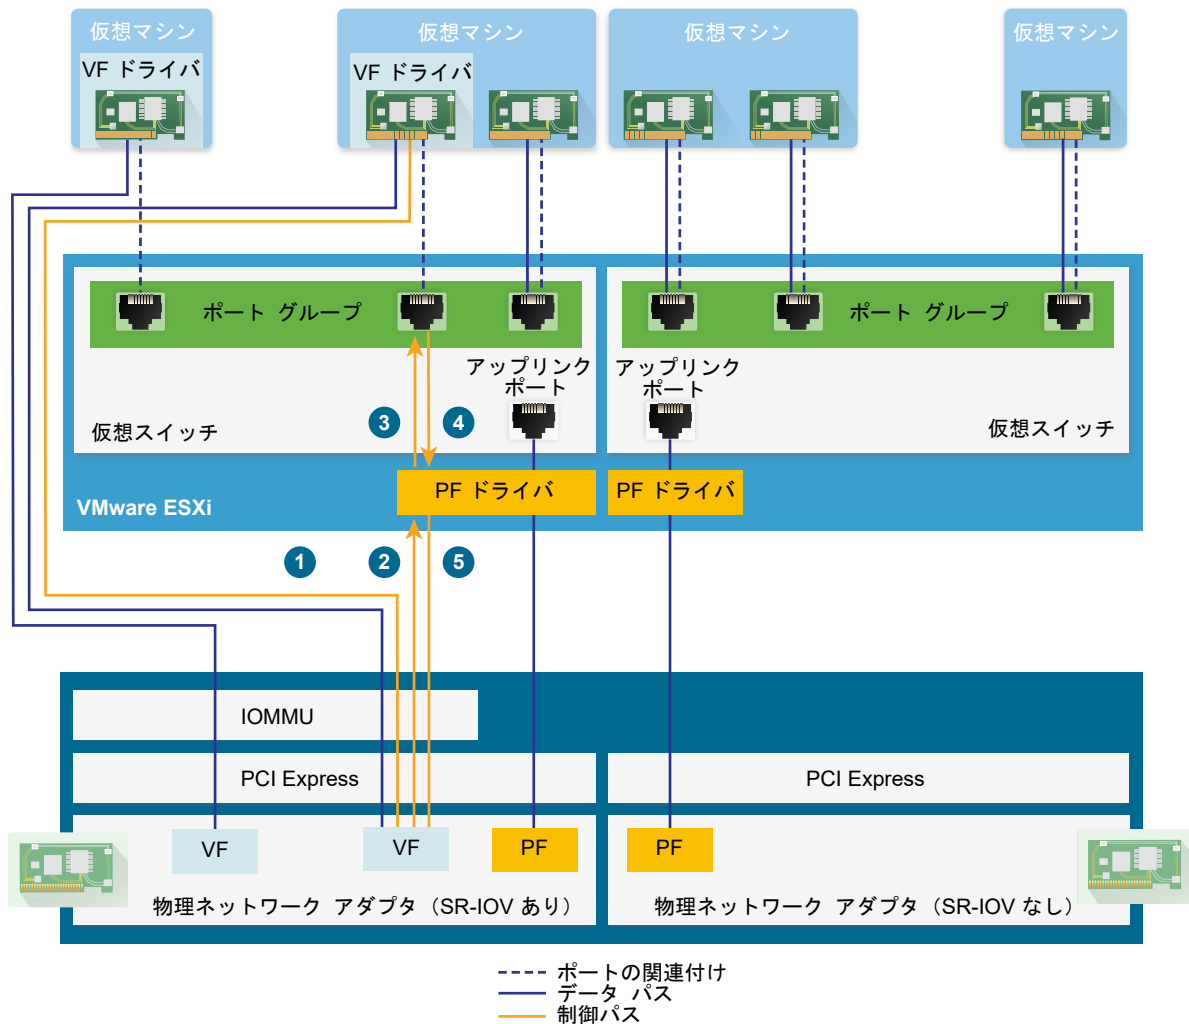 仮想マシン
仮想マシン
仮想マシン
仮想マシン
VF ドライバ
VF ドライバ
ポート グループ
ポート グループ
アップリンク
ポート
アップリンク
ポート
3
4
仮想スイッチ
仮想スイッチ
PF ドライバ
PF ドライバ
VMware ESXi
1
2
5
IOMMU
PCI Express
PCI Express
VF
VF
PF
PF
物理ネットワーク アダプタ（SR-IOV あり）
物理ネットワーク アダプタ（SR-IOV なし）
ポートの関連付け
データ パス
制御パス